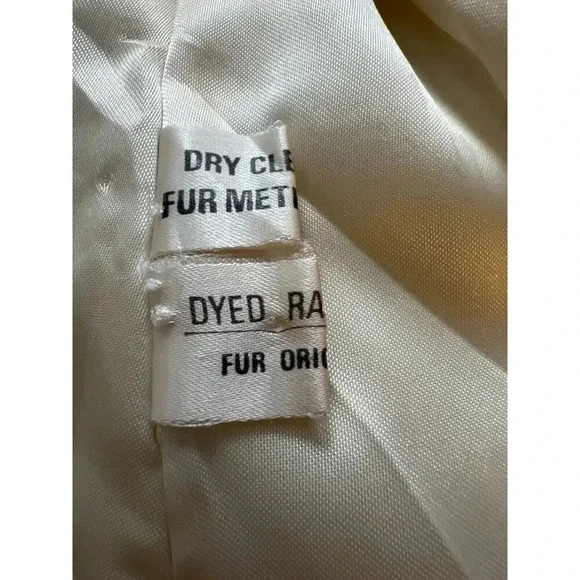 DRY CLE
FUR MET
DYED RA
FUR ORIG